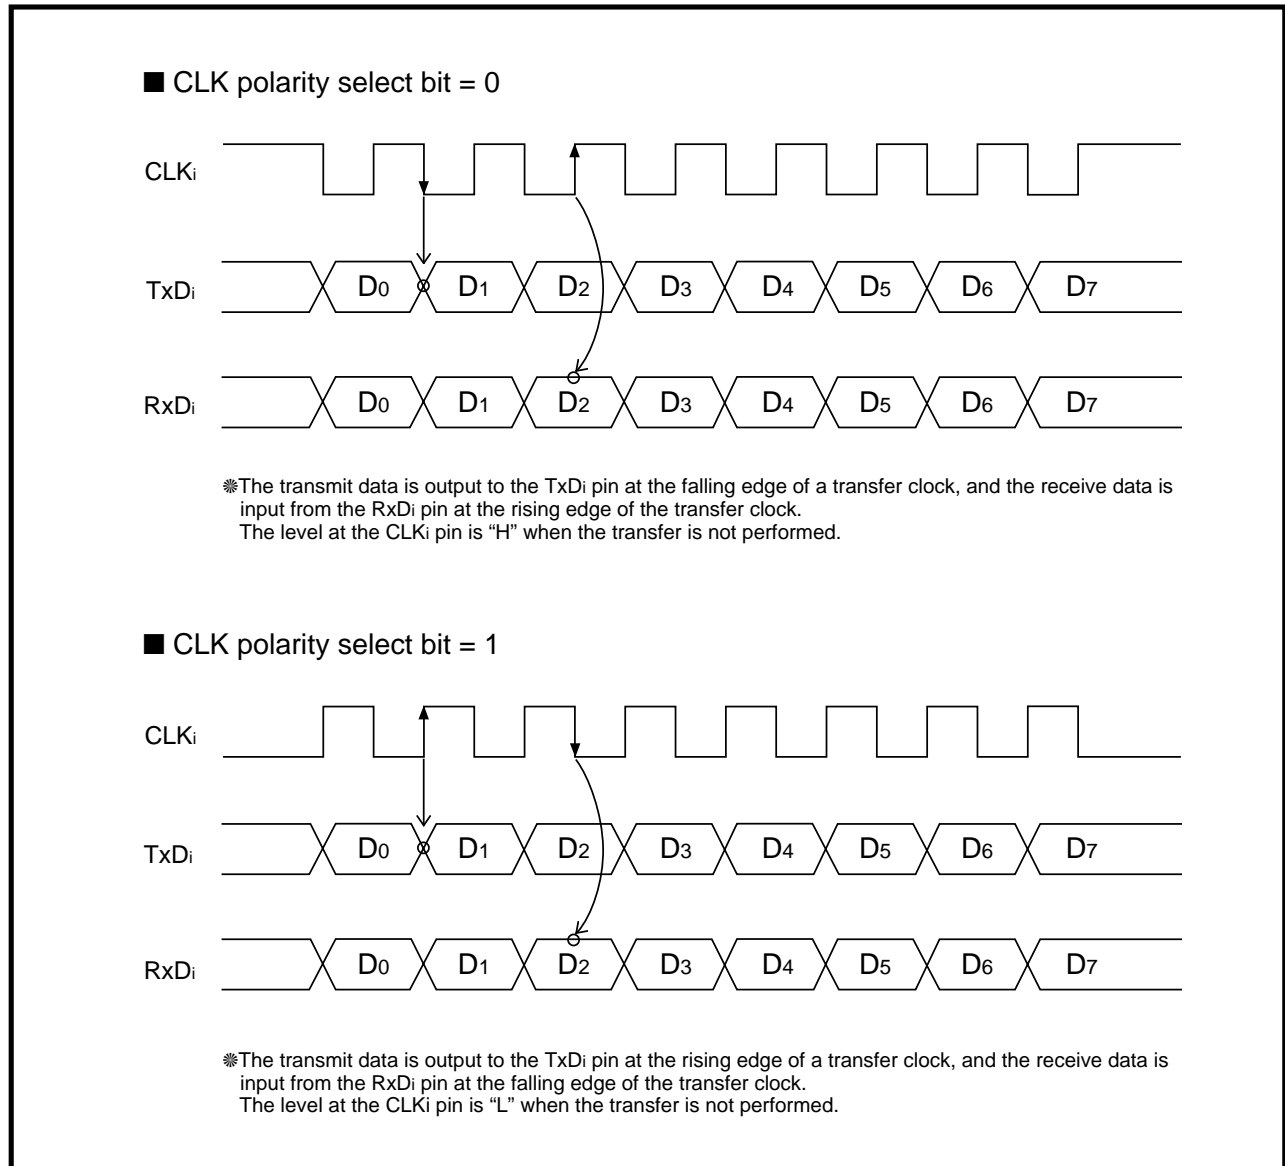 ■ CLK polarity select bit = 0
CLKi
TxDi D0 D1 D2 D3 D4 D5 D6 D7
RxDi D0 D1 D2 D3 D4 D5 D6 D7
❊The transmit data is output to the TxDi pin at the falling edge of a transfer clock, and the receive data is
input from the RxDi pin at the rising edge of the transfer clock.
The level at the CLKi pin is “H” when the transfer is not performed.
■ CLK polarity select bit = 1
CLKi
TxDi D0 D1 D2 D3 D4 D5 D6 D7
RxDi D0 D1 D2 D3 D4 D5 D6 D7
❊The transmit data is output to the TxDi pin at the rising edge of a transfer clock, and the receive data is
input from the RxDi pin at the falling edge of the transfer clock.
The level at the CLKi pin is “L” when the transfer is not performed.